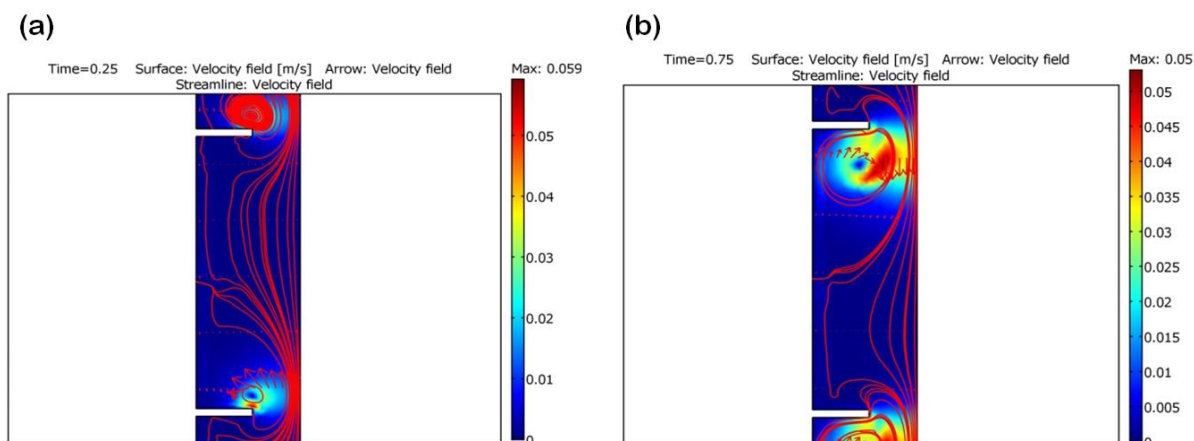 (a)
Time=0.25 Surface: Velocity field [m/s] Arrow: Velocity field
Streamline: Velocity field
Max: 0.059
0.05
0.04
0.03
0.02
0.01
0
(b)
Time=0.75 Surface: Velocity field [m/s] Arrow: Velocity field
Streamline: Velocity field
Max: 0.05
0.05
0.045
0.04
0.035
0.03
0.025
0.02
0.015
0.01
0.005
0